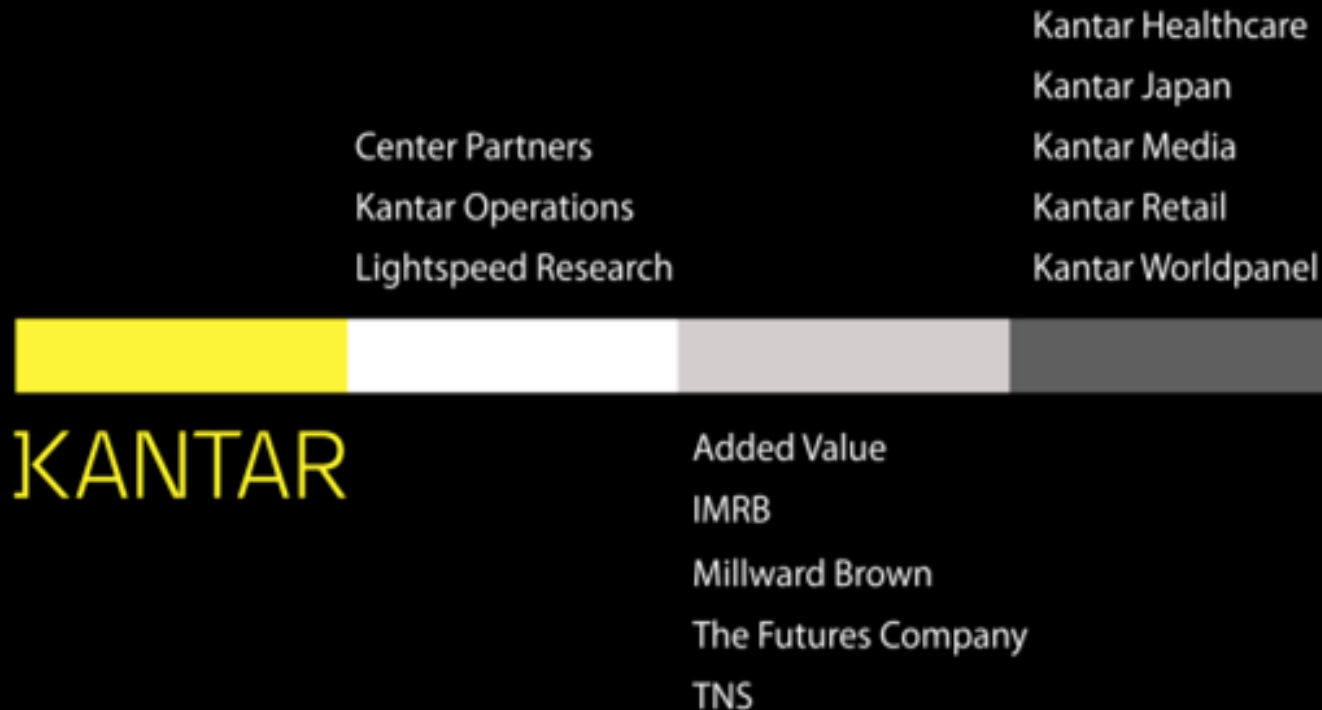 Kantar Healthcare
Kantar Japan
Kantar Media
Kantar Retail
Kantar Worldpanel
Center Partners
Kantar Operations
Lightspeed Research
KANTAR
Added Value
IMRB
Millward Brown
The Futures Company
TNS